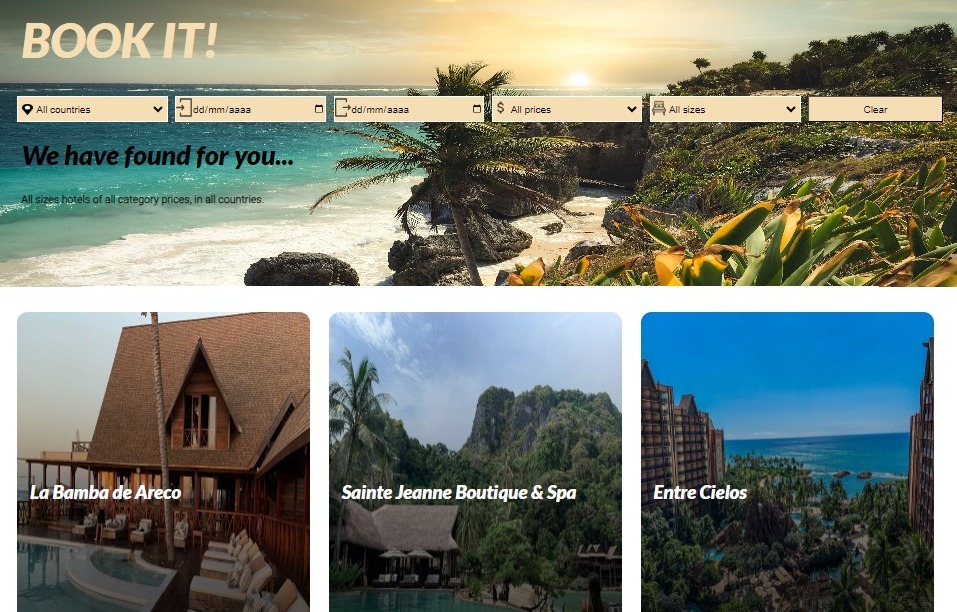 BOOK IT!
All countries dd/mm/aaaa dd/mm/aaaa $ All prices All sizes Clear
We have found for you...
All sizes hotels of all category prices, in all countries.
La Bamba de Areco Sainte Jeanne Boutique & Spa Entre Cielos